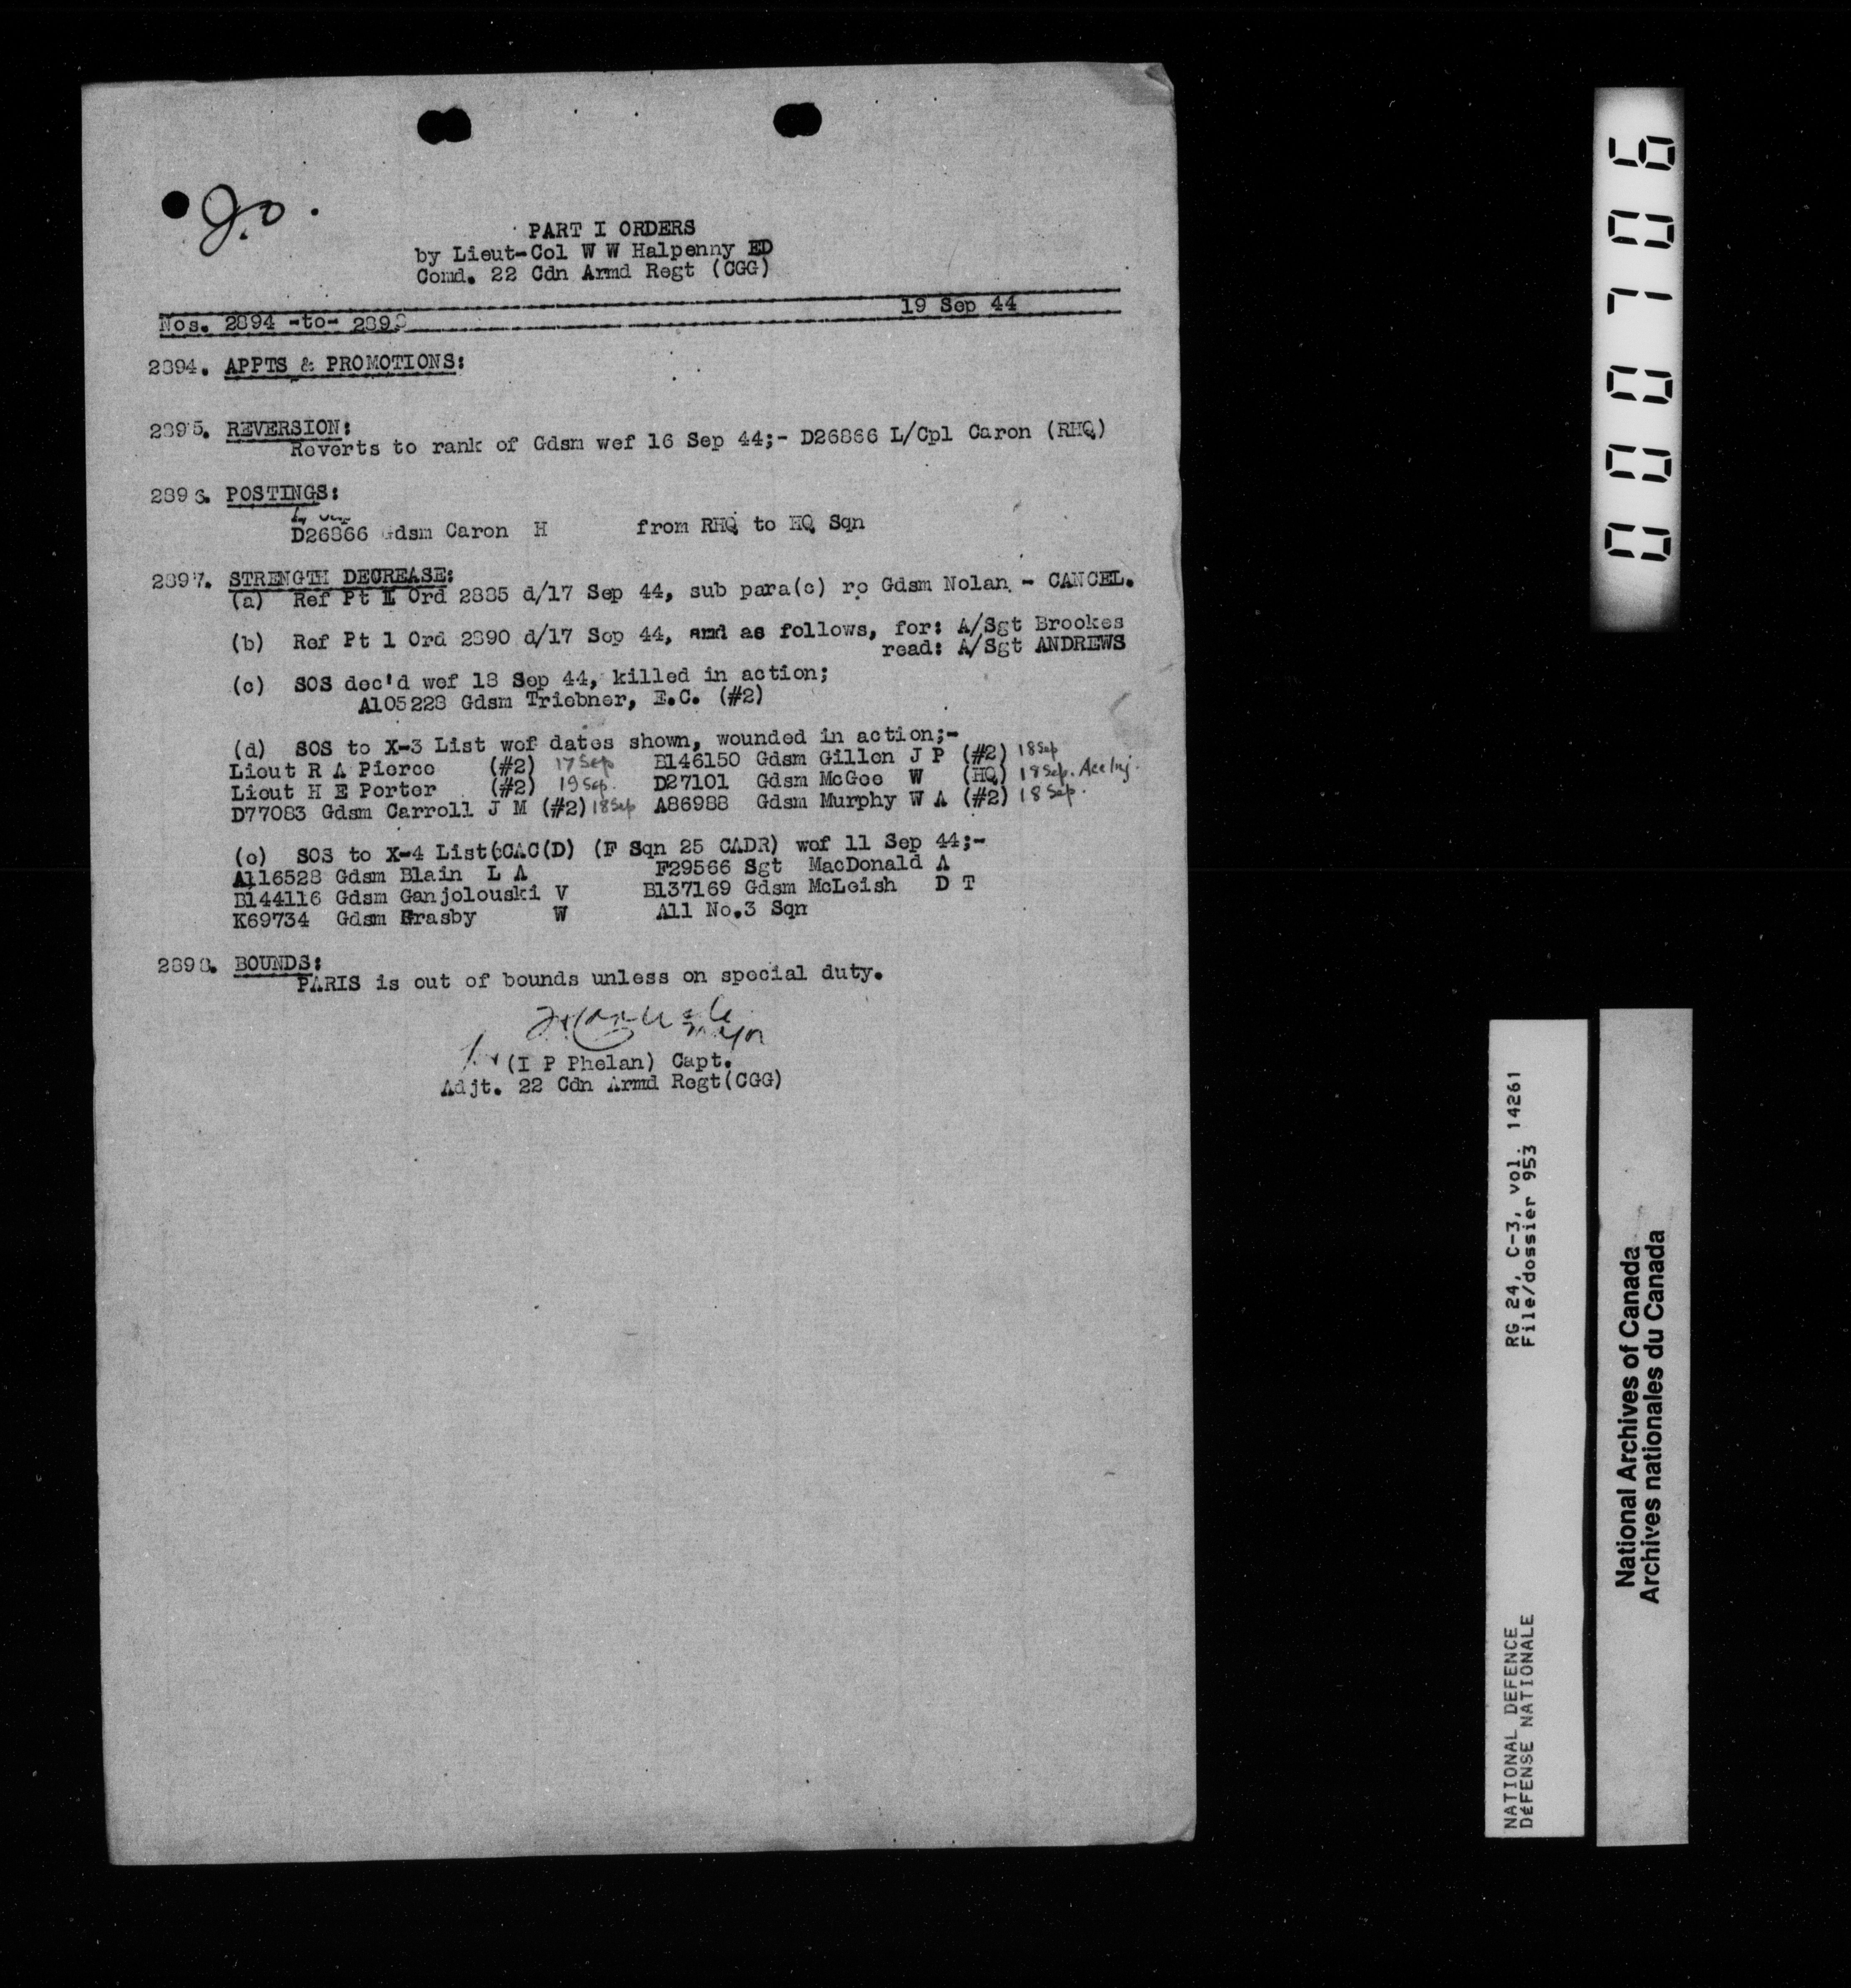 PART I ORDERS
by Lieut-Col W W Halpenny ED
Comd. 22 Cdn Armd Regt (CGG)
19 Sep 44
Nos. 2894 -to- 2898
2894. APPTS & PROMOTIONS:
2895. REVERSION:
Reverts to rank of Gdsm wef 16 Sep 44;- D26866 L/Cpl Caron (RHQ)
2896. POSTINGS:
D26866 Gdsm Caron H from RHQ to HQ Sqn
2897. STRENGTH DECREASE:
(a) Ref Pt I Ord 2885 d/17 Sep 44, sub para(c) re Gdsm Nolan - CANCEL.
(b) Ref Pt 1 Ord 2890 d/17 Sep 44, amd as follows, for: A/Sgt Brookes
read: A/Sgt ANDREWS
(c) SOS dec'd wef 18 Sep 44, killed in action;
A105228 Gdsm Triebner, E.C. (#2)
(d) SOS to X-3 List wef dates shown, wounded in action;-
Lieut R A Pierce (#2) 17 Sep B146150 Gdsm Gillen J P (#2) 18 Sep
Lieut H E Porter (#2) 19 Sep. D27101 Gdsm McGee W (HQ) 18 Sep. Acc Inj.
D77083 Gdsm Carroll J M (#2) 18 Sep A86988 Gdsm Murphy W A (#2) 18 Sep.
(e) SOS to X-4 List(CAC(D) (F Sqn 25 CADR) wef 11 Sep 44;-
A116528 Gdsm Blain L A F29566 Sgt MacDonald A
B144116 Gdsm Ganjolouski V B137169 Gdsm McLeish D T
K69734 Gdsm Grasby W All No.3 Sqn
2898. BOUNDS:
PARIS is out of bounds unless on special duty.
Major
for (I P Phelan) Capt.
Adjt. 22 Cdn Armd Regt(CGG)
000706
RG 24, C-3, vol. 14261
File/dossier 953
NATIONAL DEFENCE
DéFENSE NATIONALE
National Archives of Canada
Archives nationales du Canada